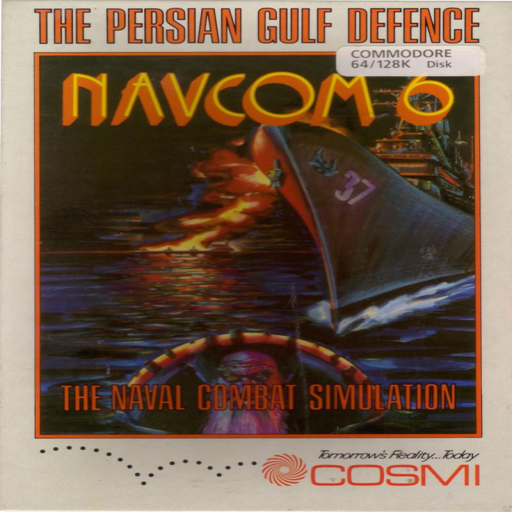 THE PERSIAN GULF DEFENCE
COMMODORE
64/128K Disk
NAVCOM 6
37
THE NAVAL COMBAT SIMULATION
Tomorrow's Reality...Today
COSMI